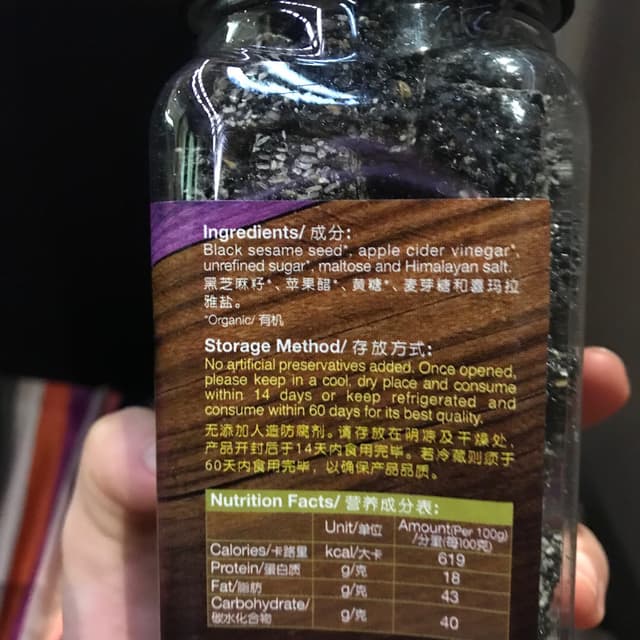 Ingredients/ 成分:
Black sesame seed*, apple cider vinegar*,
unrefined sugar*, maltose and Himalayan salt.
黑芝麻籽*、苹果醋*、黄糖*、麦芽糖和喜玛拉
雅盐。
*Organic/ 有机
Storage Method/ 存放方式:
No artificial preservatives added. Once opened,
please keep in a cool, dry place and consume
within 14 days or keep refrigerated and
consume within 60 days for its best quality.
无添加人造防腐剂。请存放在阴凉及干燥处，
产品开封后于14天内食用完毕。若冷藏则须于
60天内食用完毕，以确保产品品质。
Nutrition Facts/ 营养成分表:
Unit/单位 Amount(Per 100g)
/分量(每100克)
Calories/卡路里 kcal/大卡 619
Protein/蛋白质 g/克 18
Fat/脂肪 g/克 43
Carbohydrate/
碳水化合物 g/克 40